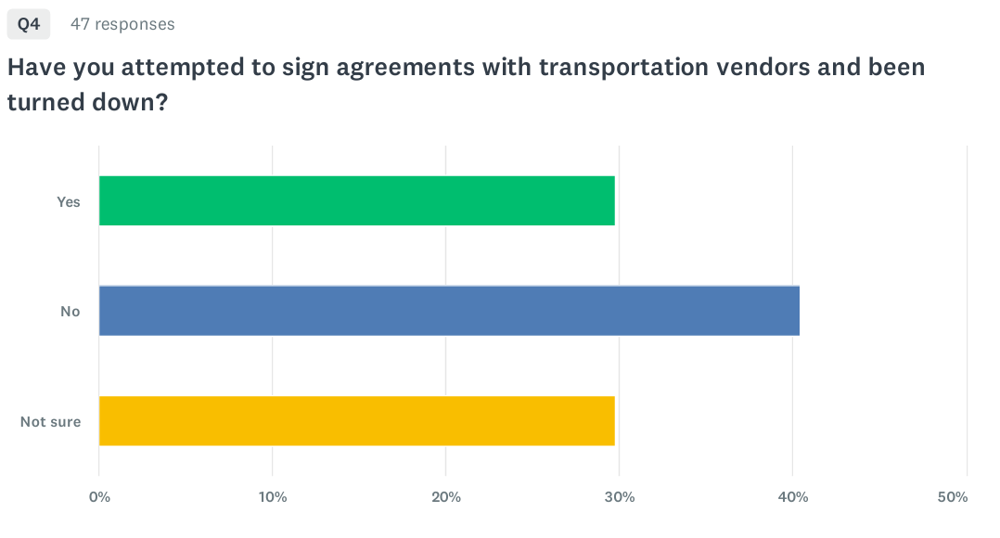 Q4 47 responses
Have you attempted to sign agreements with transportation vendors and been
turned down?
Yes
No
Not sure
0% 10% 20% 30% 40% 50%